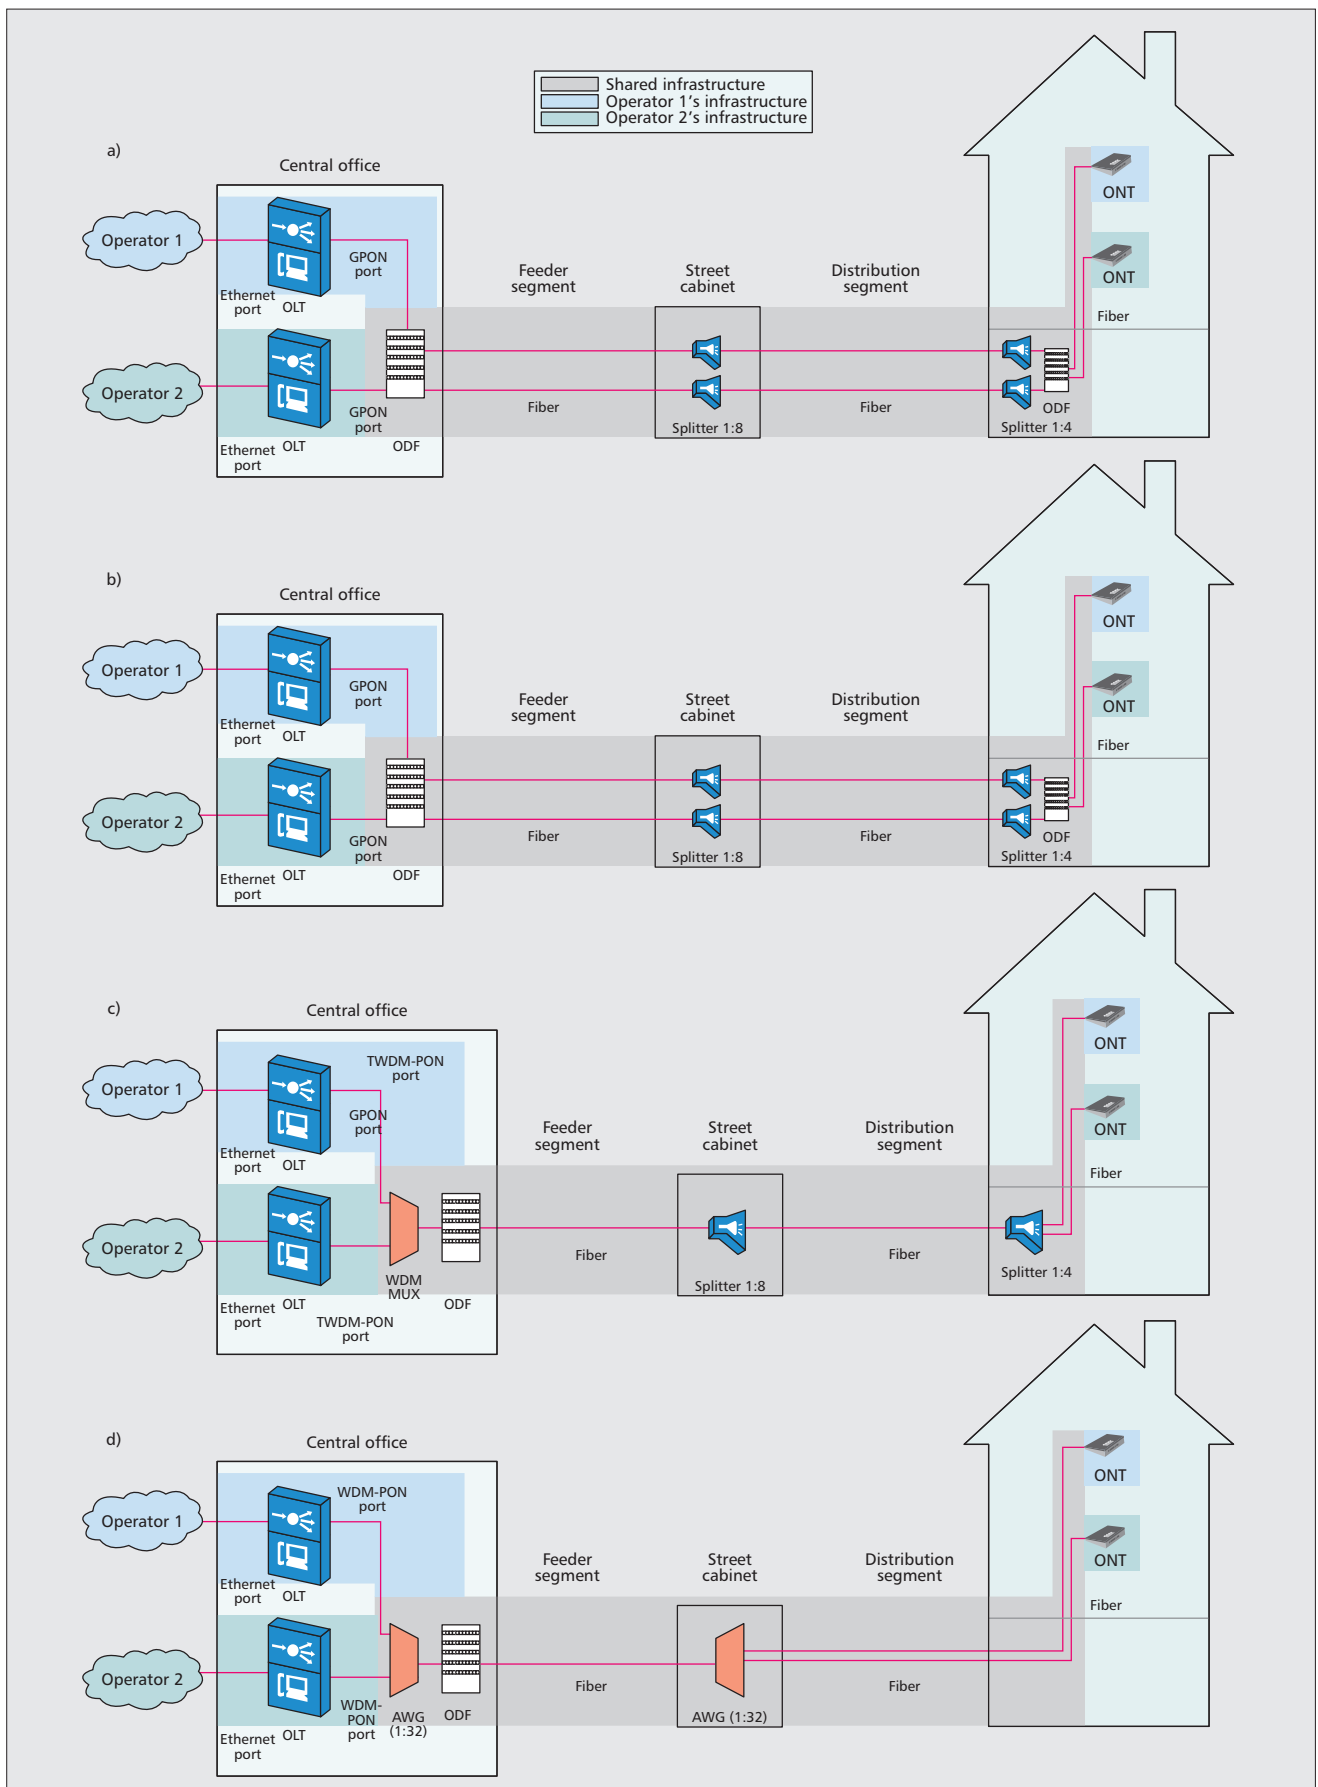 Shared infrastructure
Operator 1's infrastructure
Operator 2's infrastructure
a)
Central office
Operator 1
GPON
port
Ethernet
port
OLT
Operator 2
GPON
port
Ethernet
port
OLT
ODF
Feeder
segment
Fiber
Street
cabinet
Splitter 1:8
Distribution
segment
Fiber
ONT
ONT
Fiber
ODF
Splitter 1:4
b)
Central office
Operator 1
GPON
port
Ethernet
port
OLT
Operator 2
GPON
port
Ethernet
port
OLT
ODF
Feeder
segment
Fiber
Street
cabinet
Splitter 1:8
Distribution
segment
Fiber
ONT
ONT
Fiber
ODF
Splitter 1:4
c)
Central office
Operator 1
TWDM-PON
port
GPON
port
Ethernet
port
OLT
Operator 2
Ethernet
port
OLT
TWDM-PON
port
WDM
MUX
ODF
Feeder
segment
Fiber
Street
cabinet
Splitter 1:8
Distribution
segment
Fiber
ONT
ONT
Fiber
Splitter 1:4
d)
Central office
Operator 1
WDM-PON
port
Ethernet
port
OLT
Operator 2
Ethernet
port
OLT
WDM-
PON
port
AWG
(1:32)
ODF
Feeder
segment
Fiber
Street
cabinet
AWG (1:32)
Distribution
segment
Fiber
ONT
ONT
Fiber